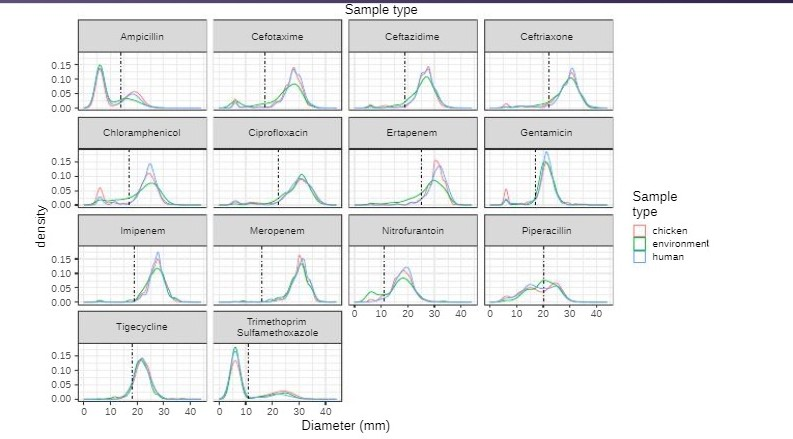 Sample type
Ampicillin
Cefotaxime
Ceftazidime
Ceftriaxone
0.15
0.10
0.05
0.00
Chloramphenicol
Ciprofloxacin
Ertapenem
Gentamicin
0.15
0.10
0.05
0.00
Imipenem
Meropenem
Nitrofurantoin
Piperacillin
0.15
0.10
0.05
0.00
0 10 20 30 40
0 10 20 30 40
Tigecycline
Trimethoprim
Sulfamethoxazole
0.15
0.10
0.05
0.00
0 10 20 30 40
0 10 20 30 40
Diameter (mm)
density
Sample
type
chicken
environment
human